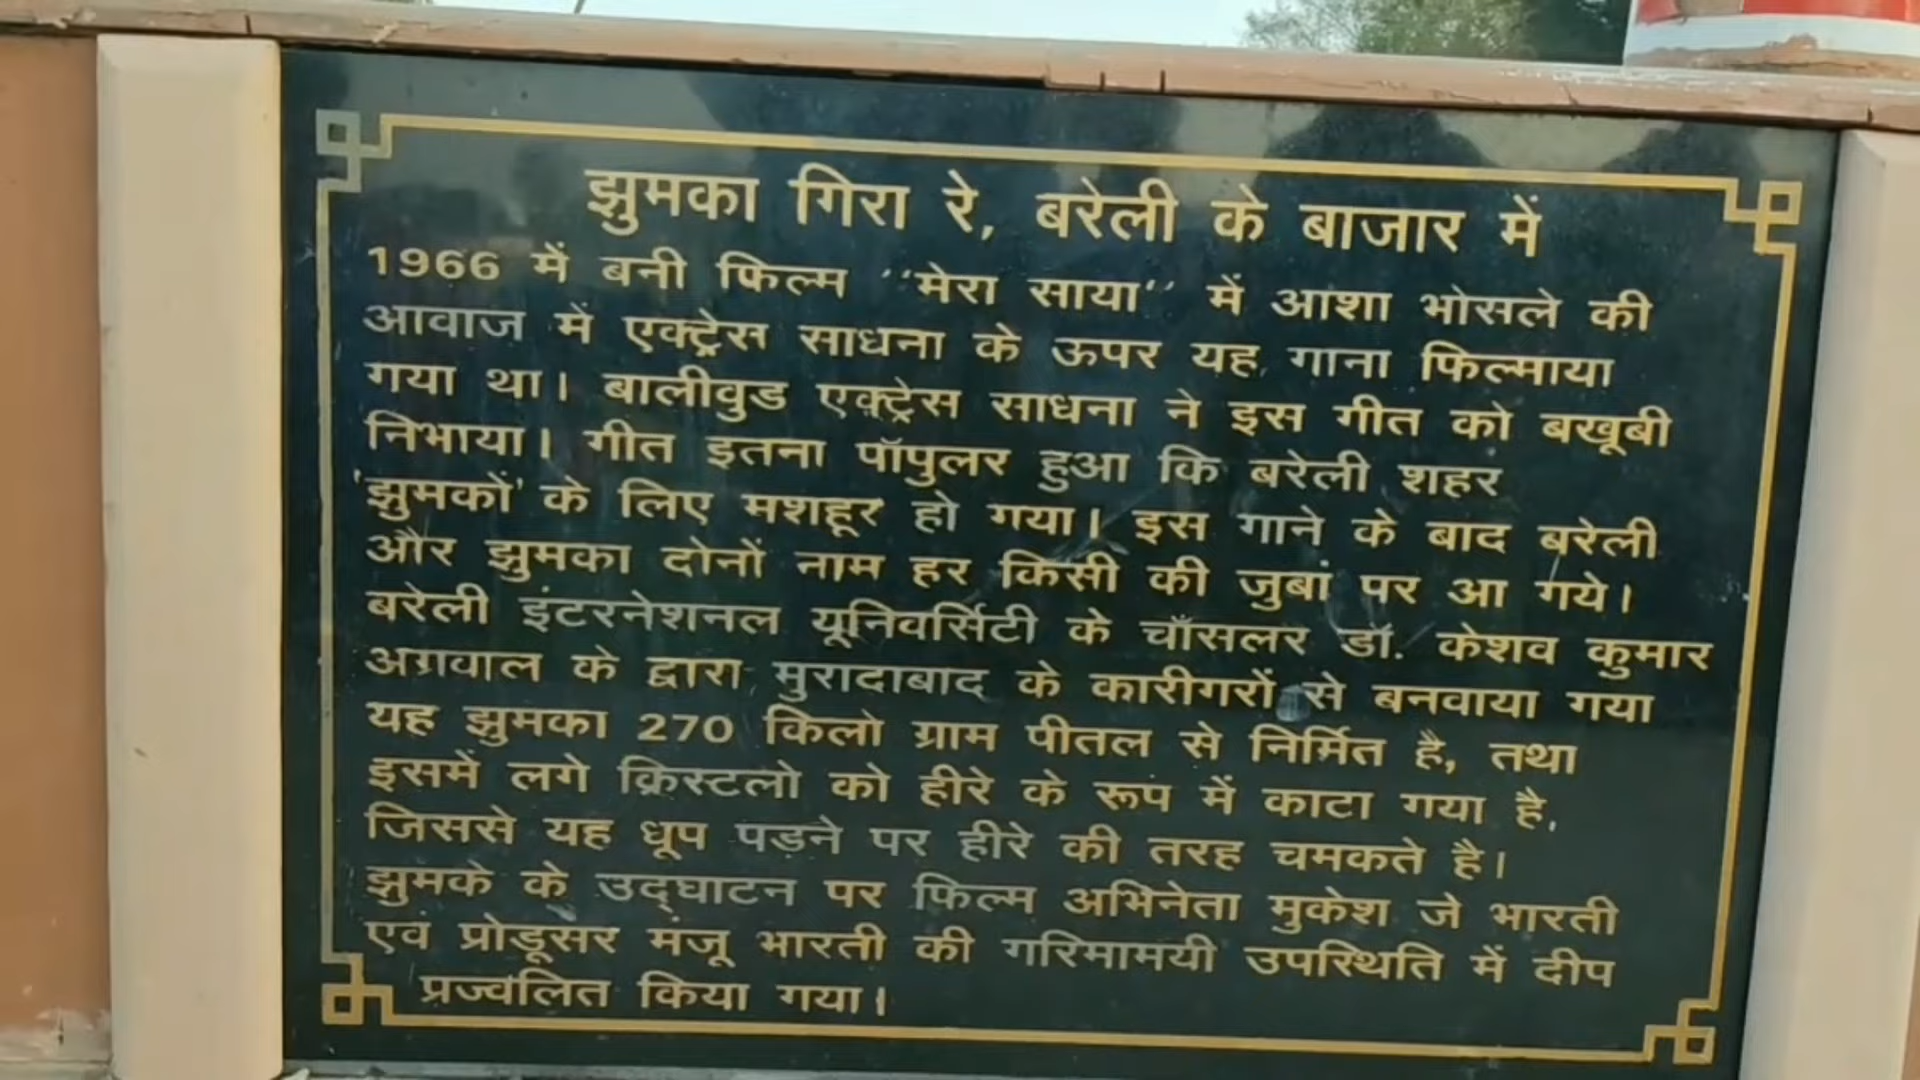 झुमका गिरा रे, बरेली के बाजार में
1966 में बनी फिल्म ''मेरा साया'' में आशा भोसले की
आवाज में एक्ट्रेस साधना के ऊपर यह गाना फिल्माया
गया था। बालीवुड एक्ट्रेस साधना ने इस गीत को बखूबी
निभाया। गीत इतना पॉपुलर हुआ कि बरेली शहर
'झुमकों' के लिए मशहूर हो गया। इस गाने के बाद बरेली
और झुमका दोनों नाम हर किसी की जुबां पर आ गये।
बरेली इंटरनेशनल यूनिवर्सिटी के चाँसलर डॉ. केशव कुमार
अग्रवाल के द्वारा मुरादाबाद के कारीगरों से बनवाया गया
यह झुमका 270 किलो ग्राम पीतल से निर्मित है, तथा
इसमें लगे क्रिस्टलो को हीरे के रूप में काटा गया है,
जिससे यह धूप पड़ने पर हीरे की तरह चमकते है।
झुमके के उद्घाटन पर फिल्म अभिनेता मुकेश जे भारती
एवं प्रोडूसर मंजू भारती की गरिमामयी उपस्थिति में दीप
प्रज्वलित किया गया।